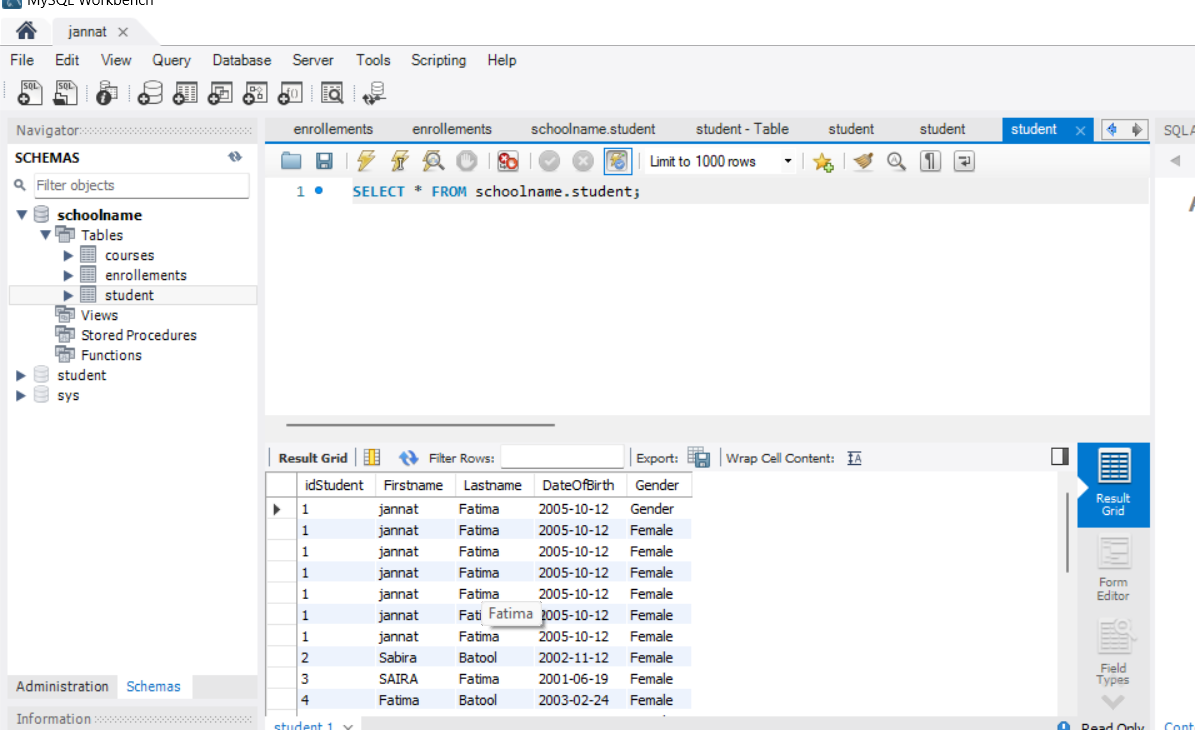 MySQL Workbench
jannat
File Edit View Query Database Server Tools Scripting Help
Navigator
SCHEMAS
Filter objects
schoolname
Tables
courses
enrollements
student
Views
Stored Procedures
Functions
student
sys
Administration Schemas
Information
enrollements enrollements schoolname.student student - Table student student student
Limit to 1000 rows
1 SELECT * FROM schoolname.student;
Result Grid Filter Rows: Export: Wrap Cell Content:
idStudent Firstname Lastname DateOfBirth Gender
1 jannat Fatima 2005-10-12 Gender
1 jannat Fatima 2005-10-12 Female
1 jannat Fatima 2005-10-12 Female
1 jannat Fatima 2005-10-12 Female
1 jannat Fatima 2005-10-12 Female
1 jannat Fati 2005-10-12 Female
Fatima
1 jannat Fatima 2005-10-12 Female
2 Sabira Batool 2002-11-12 Female
3 SAIRA Fatima 2001-06-19 Female
4 Fatima Batool 2003-02-24 Female
student 1
Result
Grid
Form
Editor
Field
Types
Read Only
SQLA
Cont